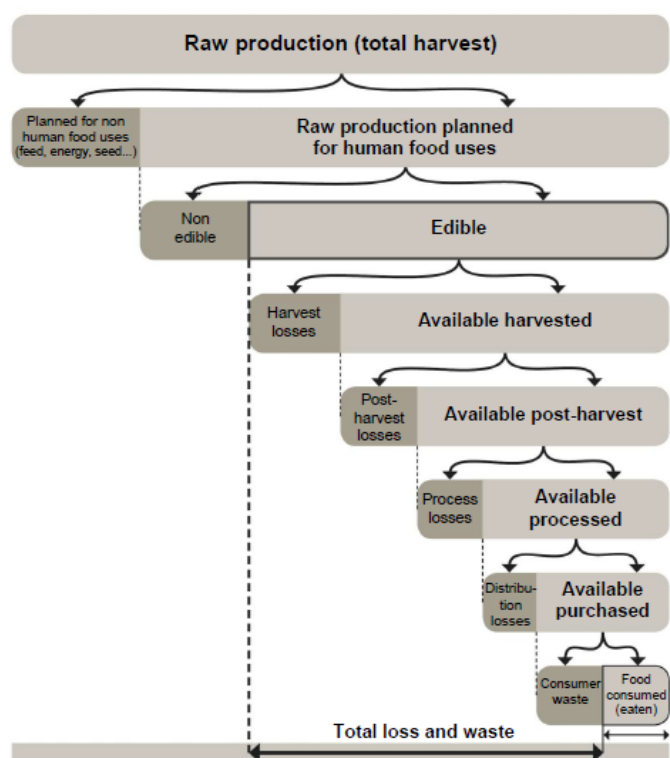 Raw production (total harvest)
Planned for non
human food uses
(feed, energy, seed...)
Raw production planned
for human food uses
Non
edible
Edible
Harvest
losses
Available harvested
Post-
harvest
losses
Available post-harvest
Process
losses
Available
processed
Distribu-
tion
losses
Available
purchased
Consumer
waste
Food
consumed
(eaten)
Total loss and waste